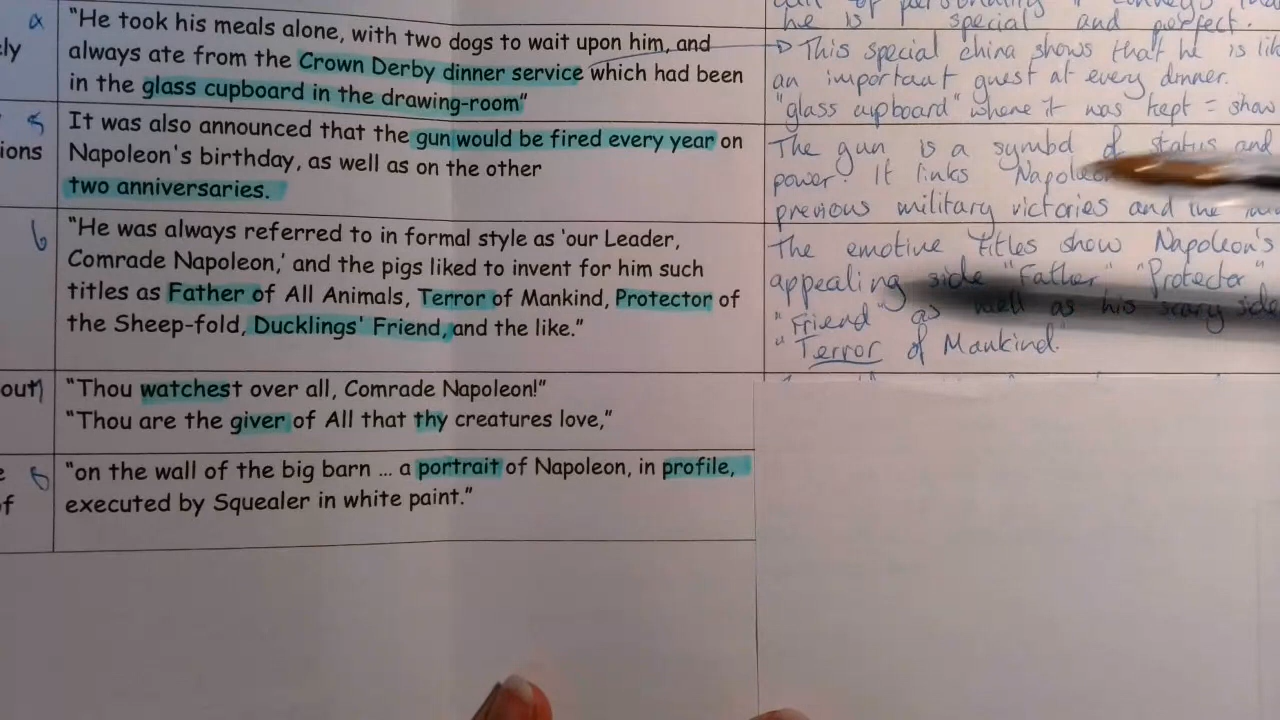 a
ly
"He took his meals alone, with two dogs to wait upon him, and
always ate from the Crown Derby dinner service which had been
in the glass cupboard in the drawing-room"
he is special and perfect.
This special china shows that he is
an important guest at every dinner.
"glass cupboard" where it was kept = show
5
ions
It was also announced that the gun would be fired every year on
Napoleon's birthday, as well as on the other
two anniversaries.
The gun is a symbol of status and
power. It links
previous military victories and
6
"He was always referred to in formal style as 'our Leader,
Comrade Napoleon,' and the pigs liked to invent for him such
titles as Father of All Animals, Terror of Mankind, Protector of
the Sheep-fold, Ducklings' Friend, and the like."
The emotive titles show Napoleon's
appealing side "Father" "Protector"
"Friend" as well as his scary side
"Terror of Mankind."
out
"Thou watchest over all, Comrade Napoleon!"
"Thou are the giver of All that thy creatures love,"
e
f
"on the wall of the big barn ... a portrait of Napoleon, in profile,
executed by Squealer in white paint."